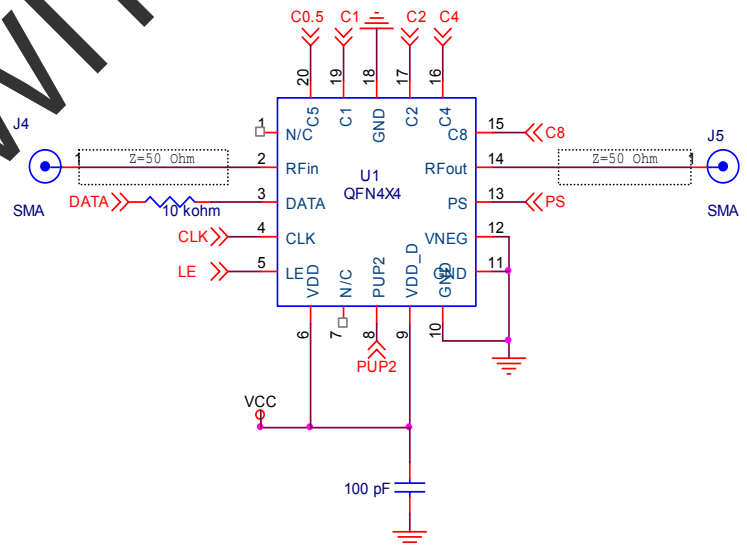 C0.5 C1 C2 C4
20 19 18 17 16
C5 C1 GND C2 C4
J4
1 N/C
C8 15 C8
J5
1 Z=50 Ohm 2 RFin
U1
QFN4X4
RFout 14 Z=50 Ohm 1
SMA
DATA 10 kohm 3 DATA
PS 13 PS
SMA
CLK 4 CLK
VNEG 12
LE 5 LE
GND 11
VDD N/C PUP2 VDD_D GND
6 7 8 9 10
PUP2
VCC
100 pF